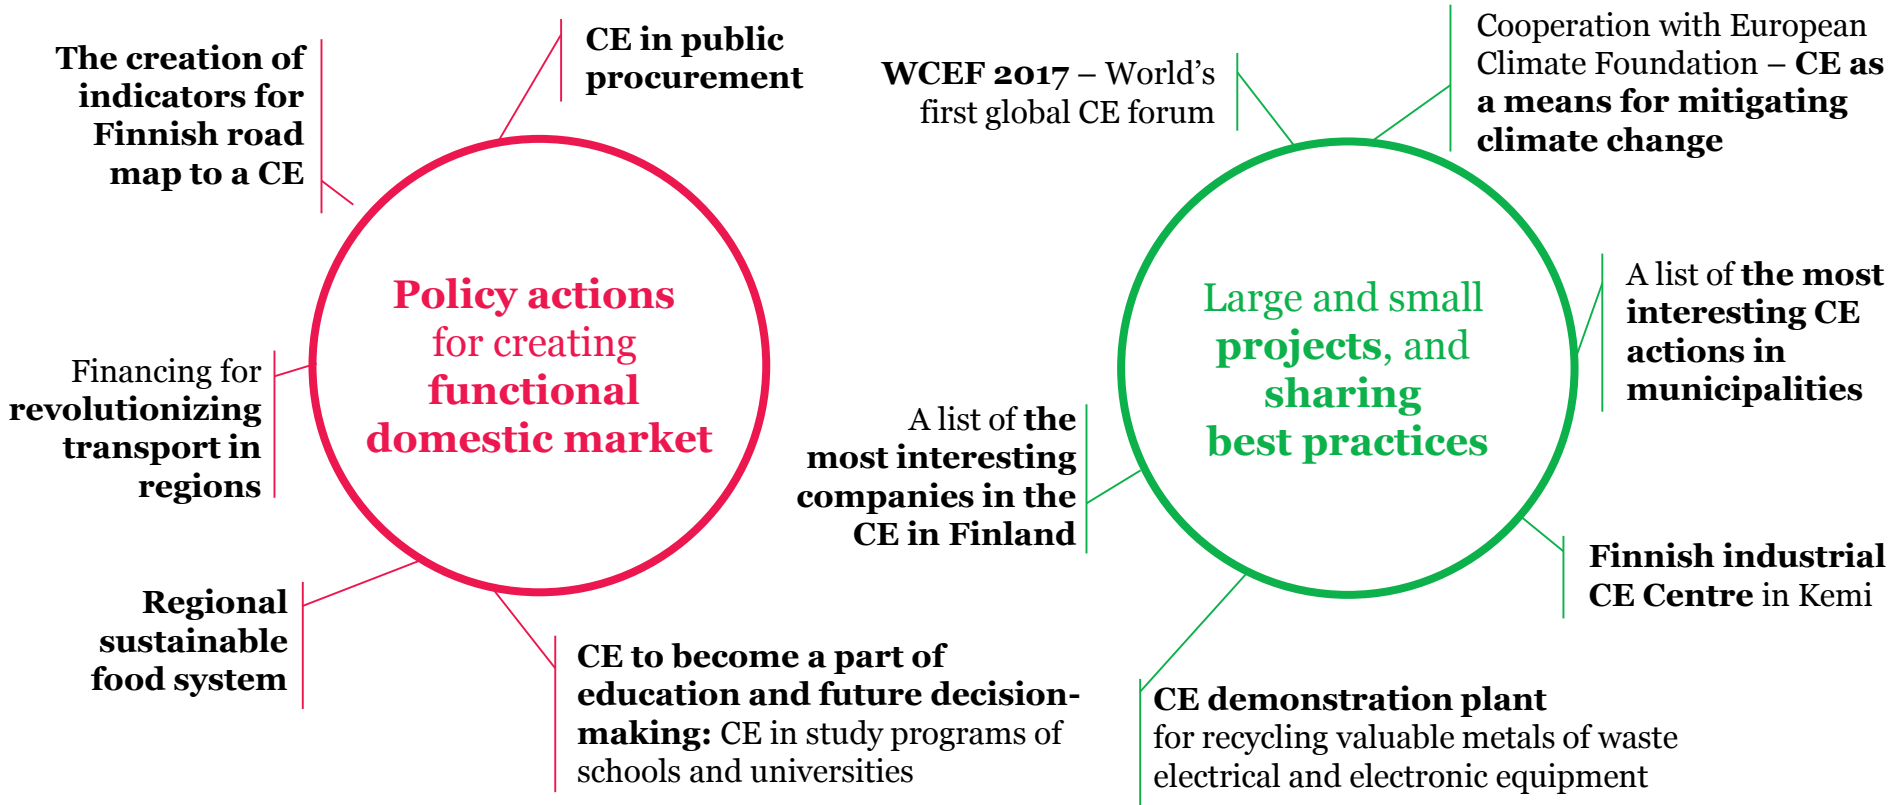 The creation of
indicators for
Finnish road
map to a CE
CE in public
procurement
Policy actions
for creating
functional
domestic market
Financing for
revolutionizing
transport in
regions
Regional
sustainable
food system
CE to become a part of
education and future decision-
making: CE in study programs of
schools and universities
WCEF 2017 – World’s
first global CE forum
Cooperation with European
Climate Foundation – CE as
a means for mitigating
climate change
Large and small
projects, and
sharing
best practices
A list of the most
interesting CE
actions in
municipalities
A list of the
most interesting
companies in the
CE in Finland
Finnish industrial
CE Centre in Kemi
CE demonstration plant
for recycling valuable metals of waste
electrical and electronic equipment